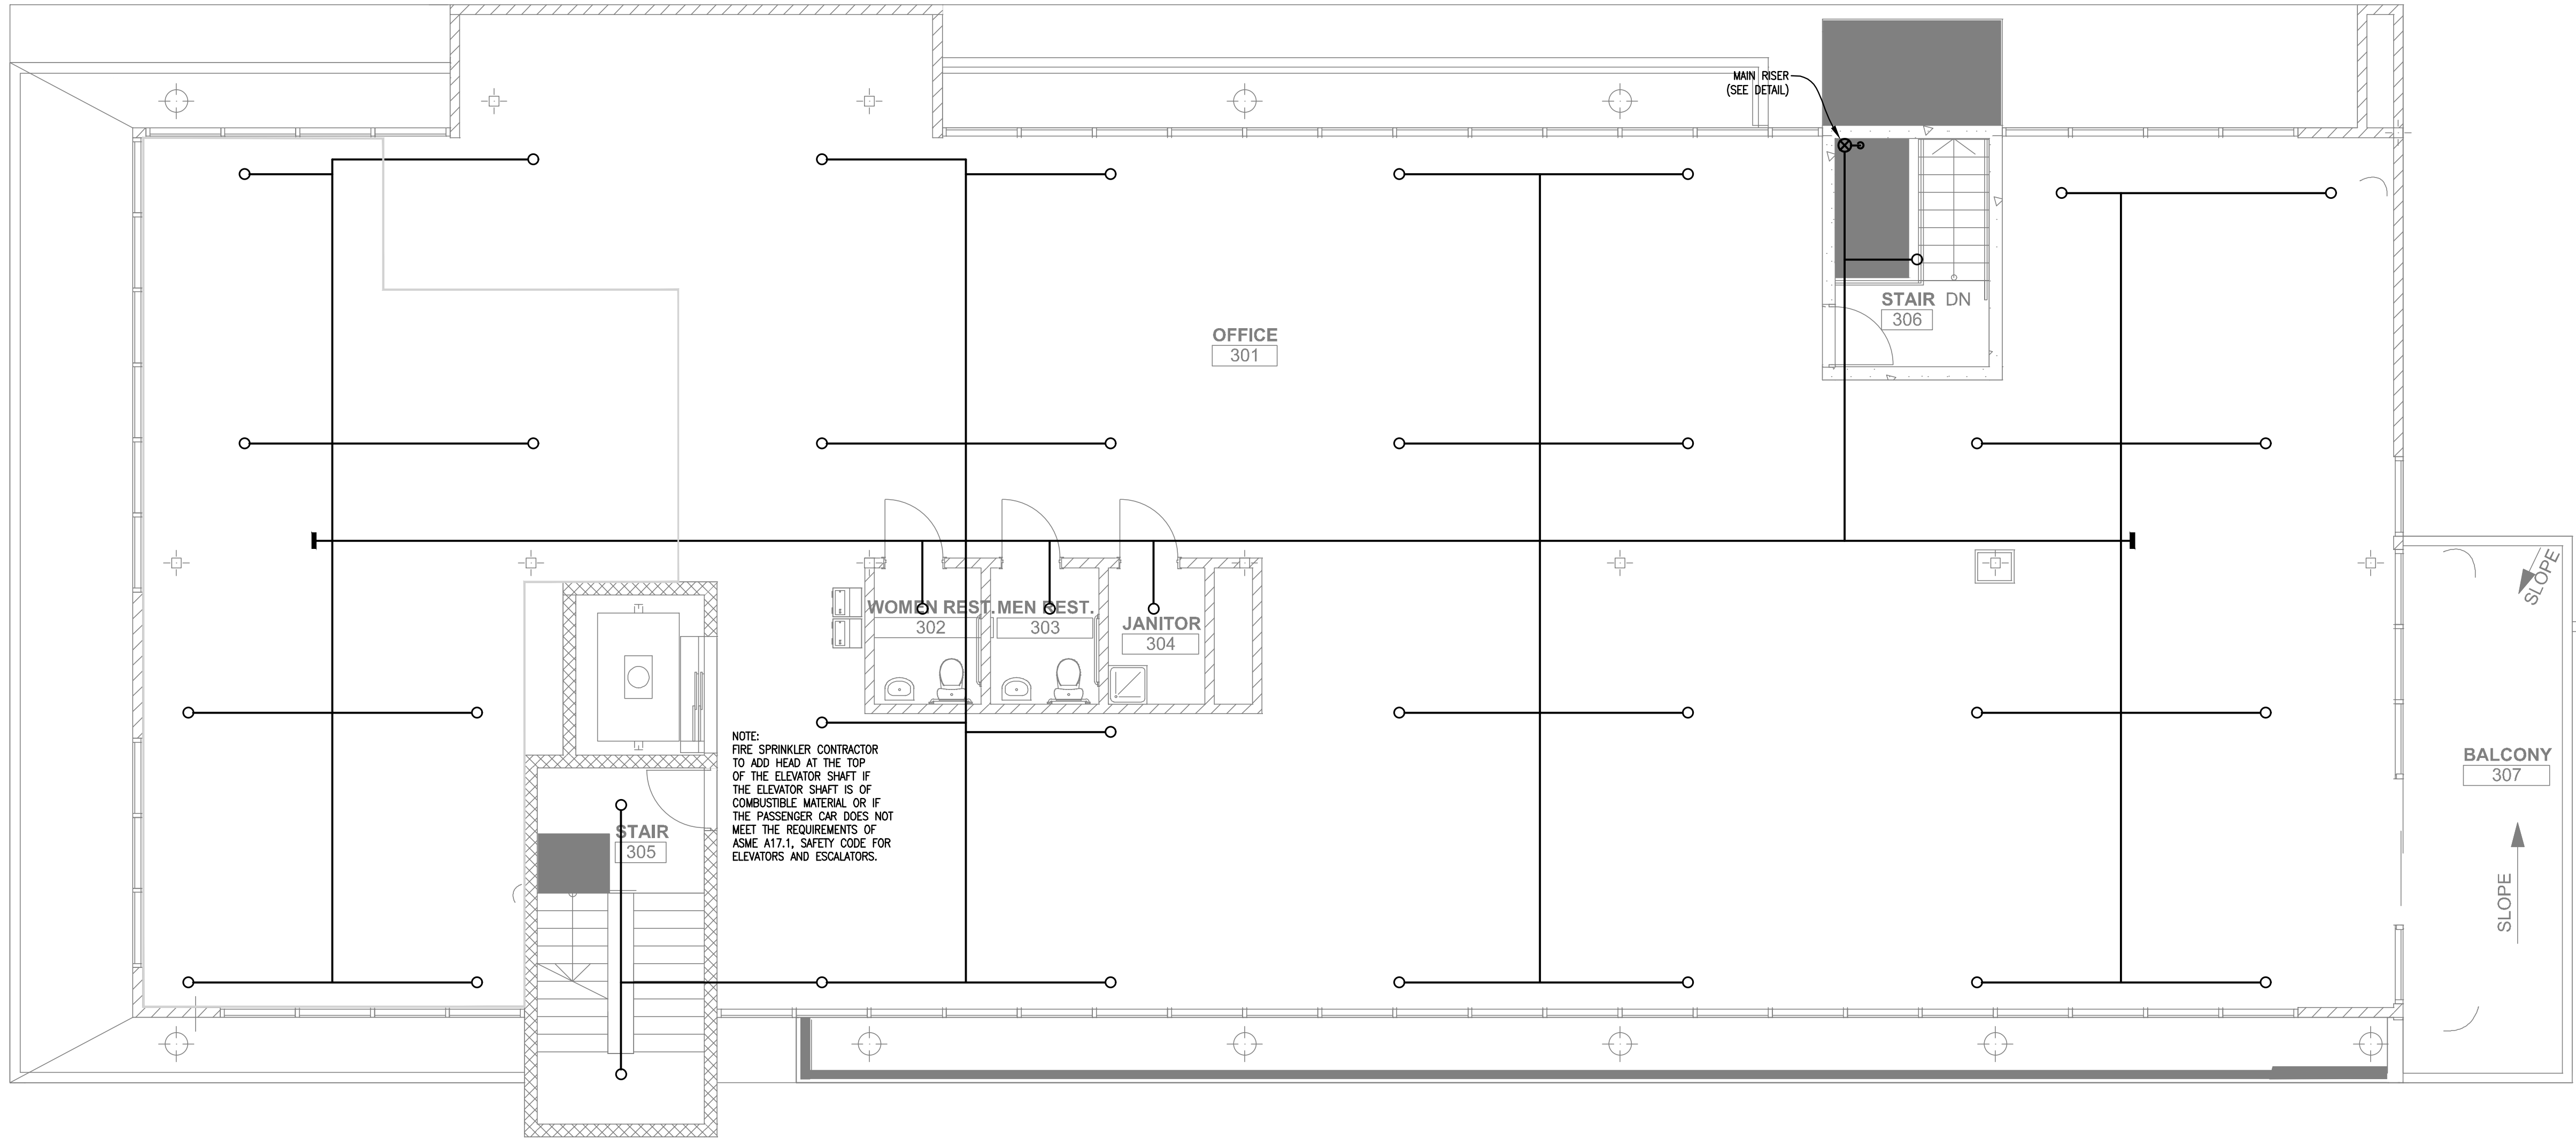 MAIN RISER
(SEE DETAIL)
STAIR DN
306
OFFICE
301
SLOPE
WOMEN REST.
302
MEN REST.
303
JANITOR
304
NOTE:
FIRE SPRINKLER CONTRACTOR
TO ADD HEAD AT THE TOP
OF THE ELEVATOR SHAFT IF
THE ELEVATOR SHAFT IS OF
COMBUSTIBLE MATERIAL OR IF
THE PASSENGER CAR DOES NOT
MEET THE REQUIREMENTS OF
ASME A17.1, SAFETY CODE FOR
ELEVATORS AND ESCALATORS.
BALCONY
307
STAIR
305
SLOPE